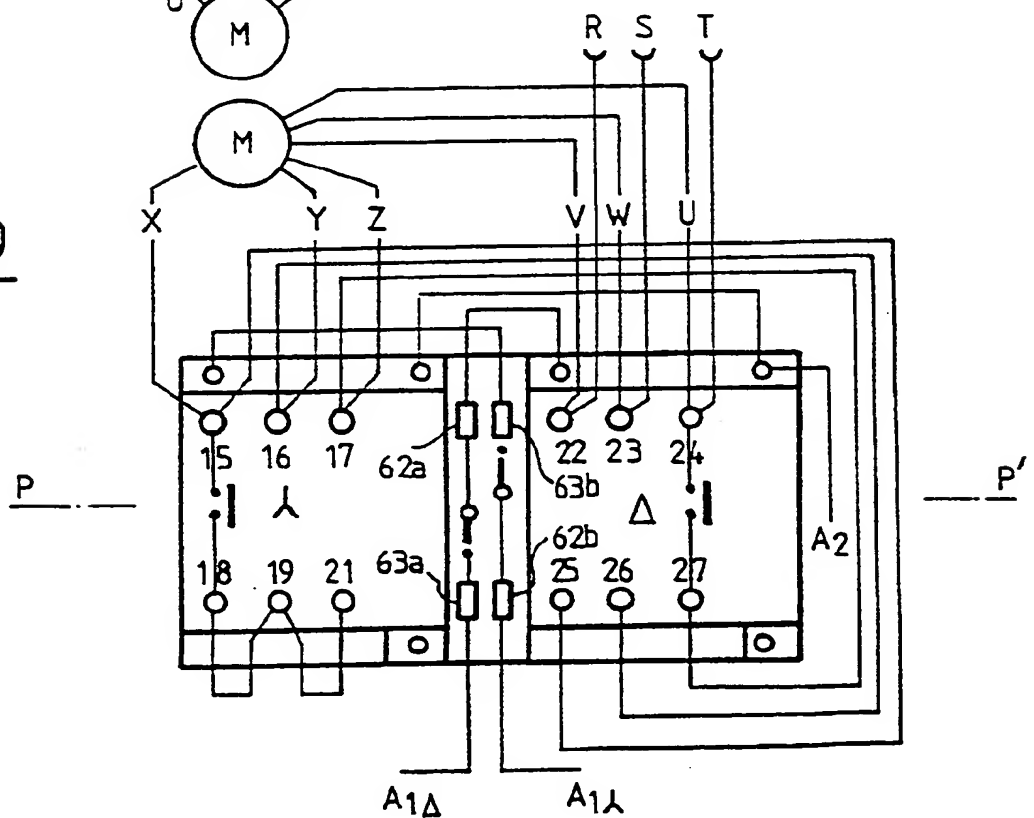 M
R S T
M
X Y Z V W U
15 16 17 62a 63b 22 23 24
P P'
⅄ Δ
A2
18 19 21 63a 62b 25 26 27
A1Δ A1⅄